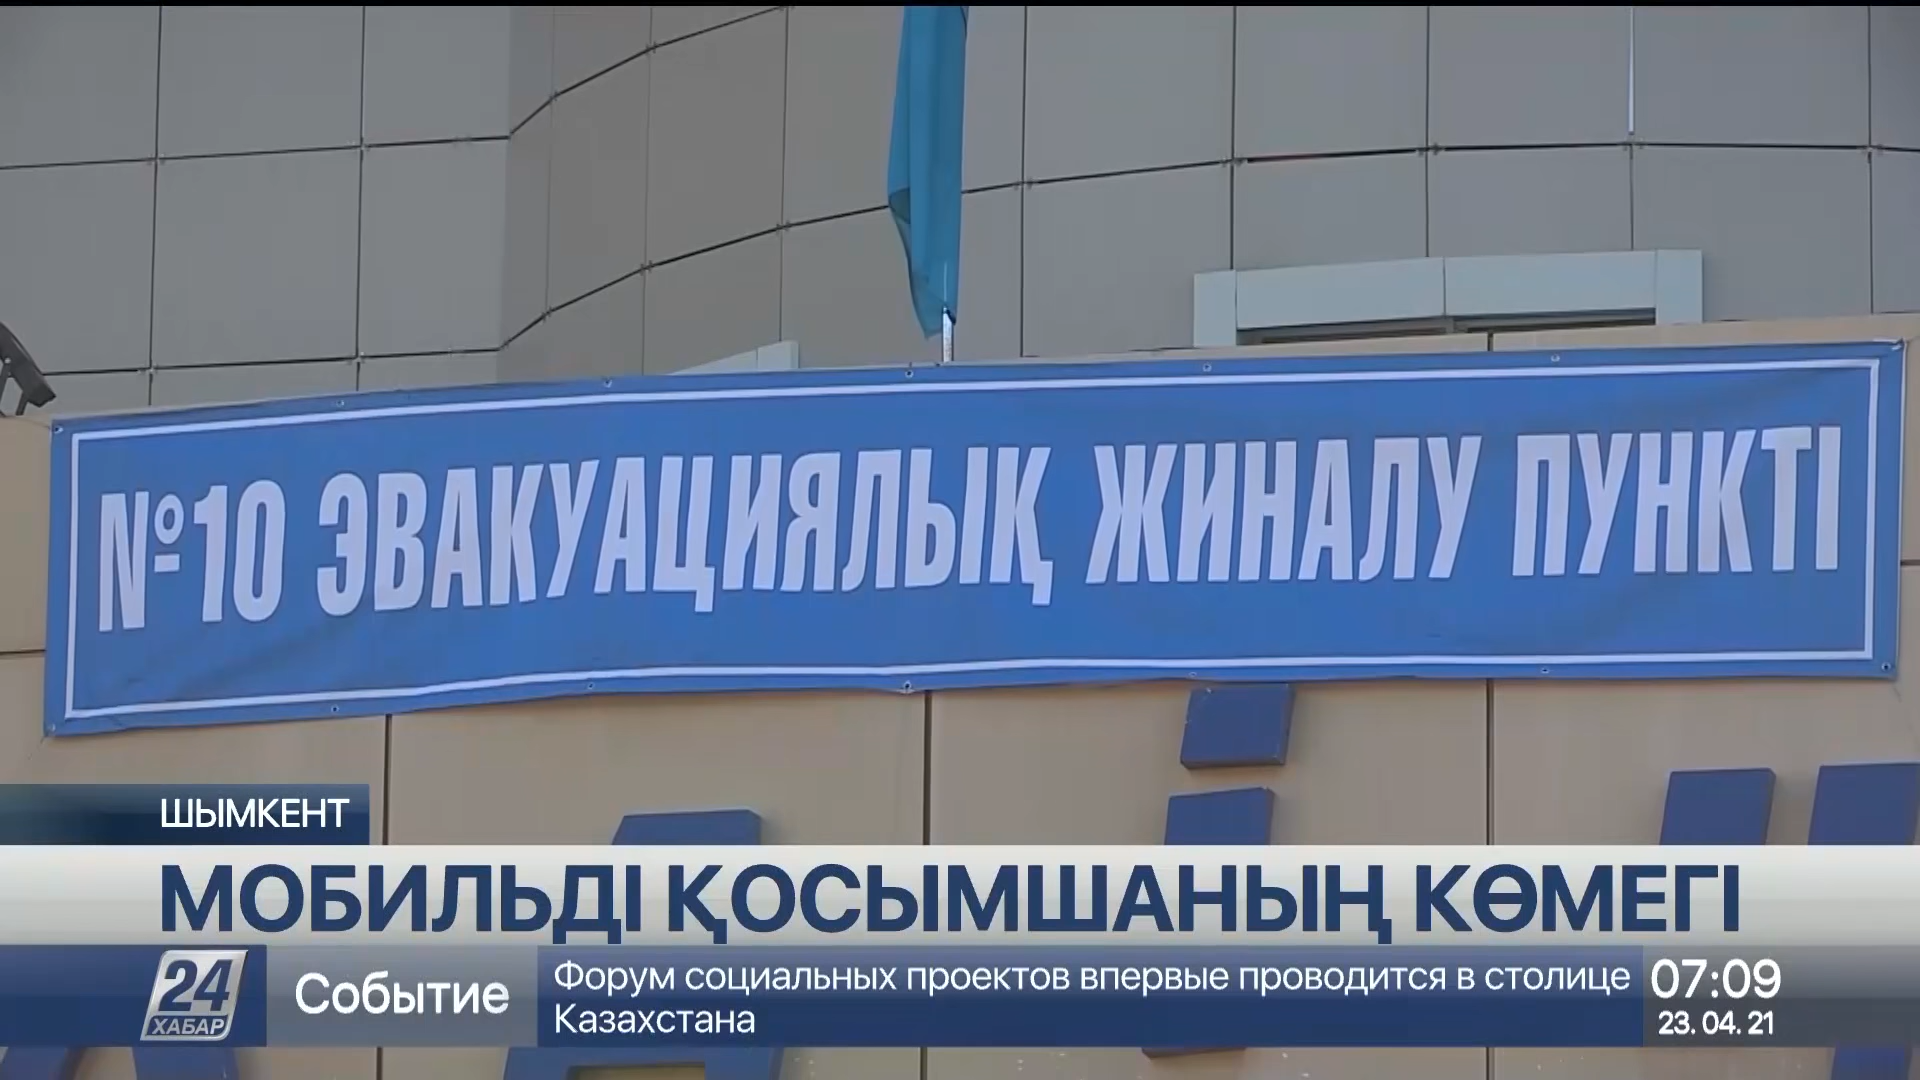 №10 ЭВАКУАЦИЯЛЫҚ ЖИНАЛУ ПУНКТІ
ШЫМКЕНТ
МОБИЛЬДІ ҚОСЫМШАНЫҢ КӨМЕГІ
24
ХАБАР
Событие
Форум социальных проектов впервые проводится в столице
Казахстана
07:09
23. 04. 21